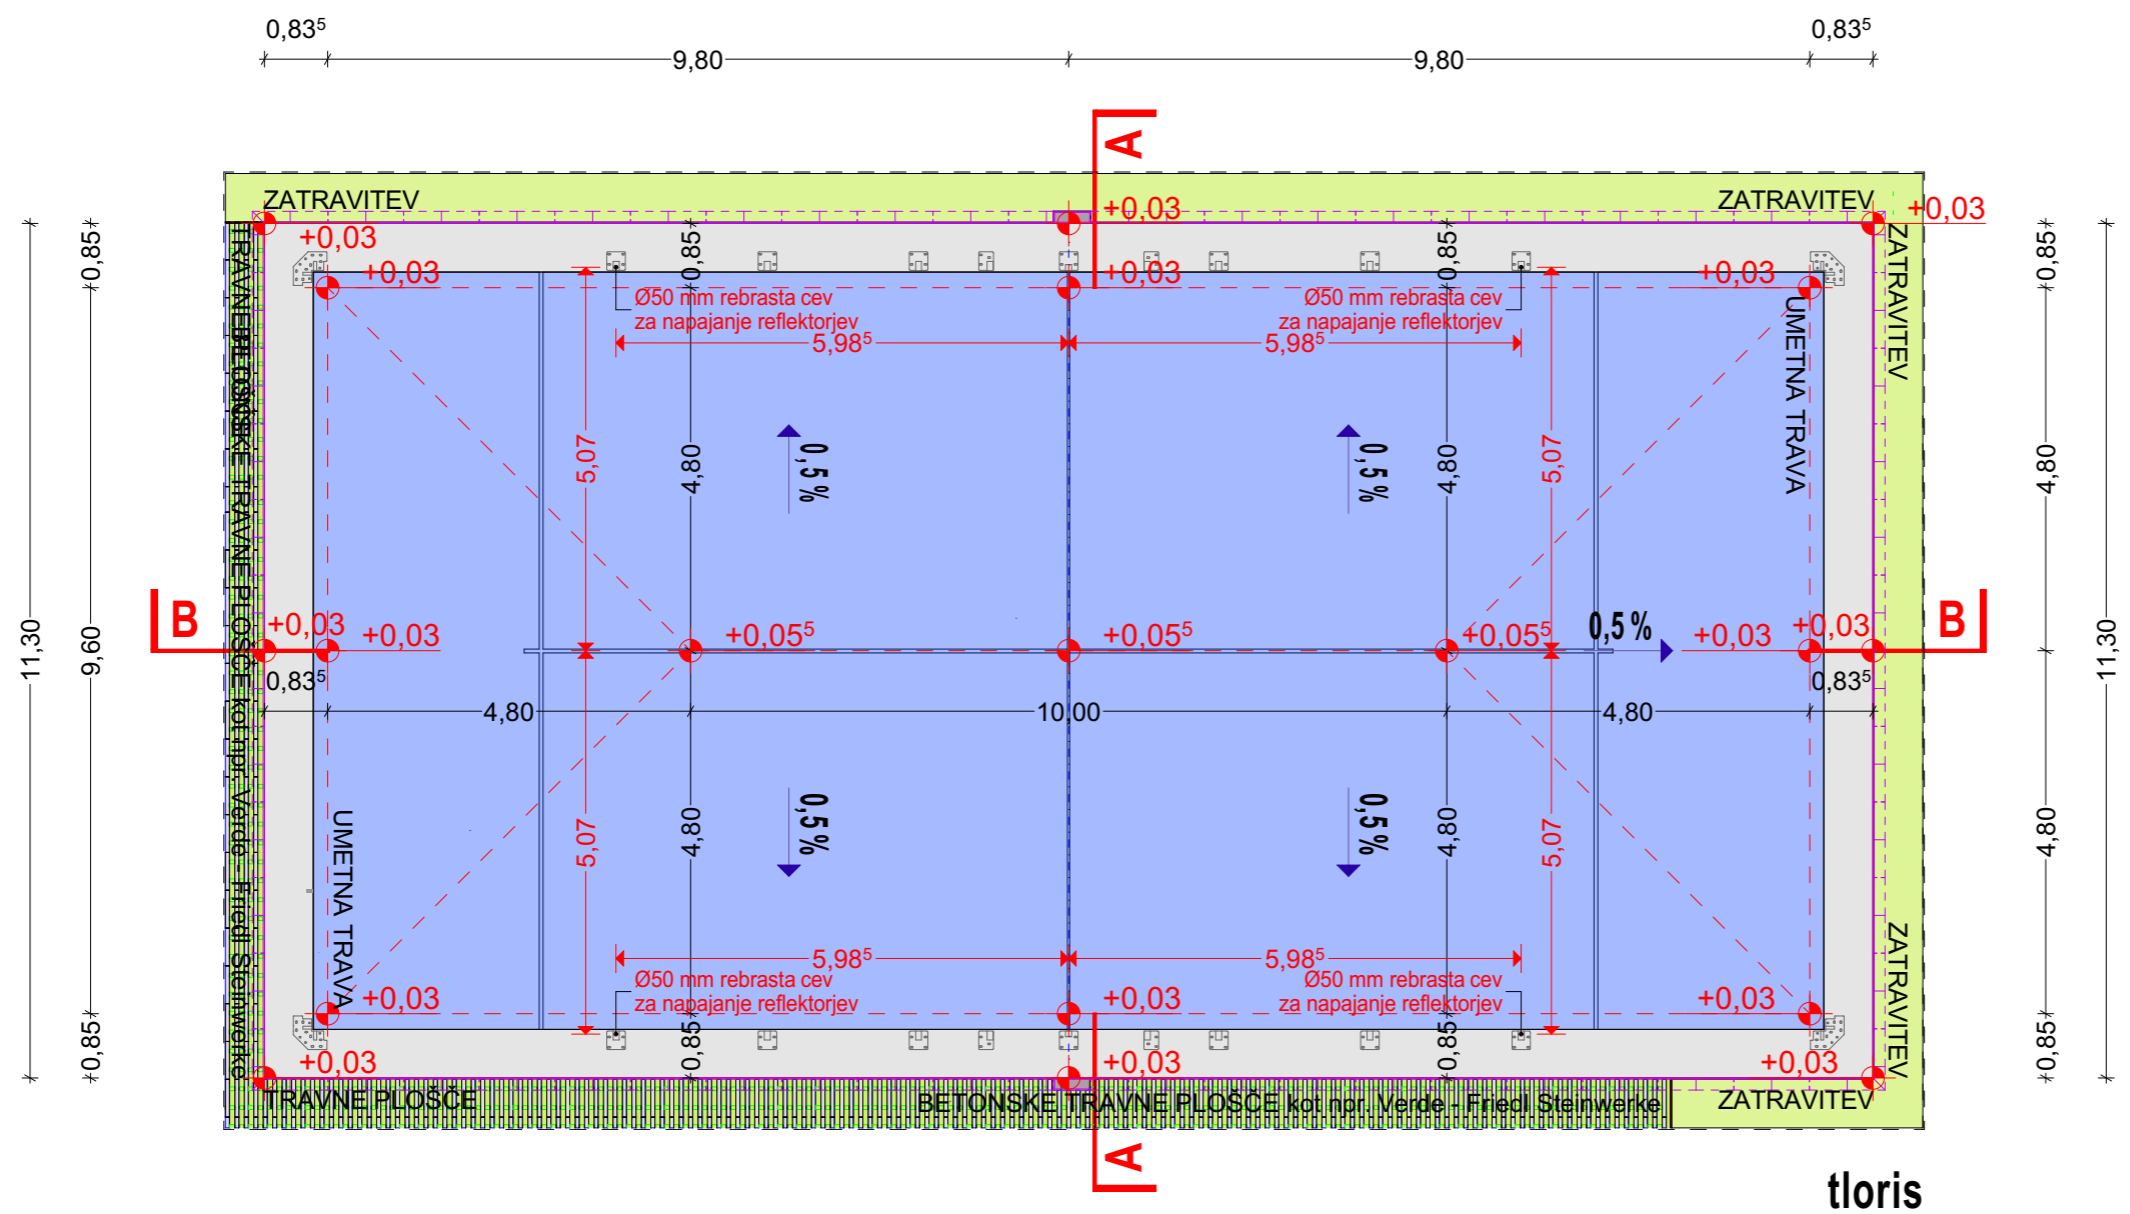 0,83⁵
0,83⁵
9,80
9,80
A
ZATRAVITEV
ZATRAVITEV
+0,03
+0,03
+0,03
0,85
0,85
0,85
0,85
+0,03
+0,03
+0,03
ZATRAVITEV
UMETNA TRAVA
Ø50 mm rebrasta cev
za napajanje reflektorjev
Ø50 mm rebrasta cev
za napajanje reflektorjev
5,98⁵
5,98⁵
5,07
4,80
0,5 %
0,5 %
4,80
5,07
4,80
BETONSKE TRAVNE PLOŠČE kot npr. Verde - Friedl Steinwerke
B
+0,03
+0,03
+0,05⁵
+0,05⁵
+0,05⁵
0,5 %
+0,03
+0,03
B
11,30
9,60
11,30
0,83⁵
0,83⁵
4,80
10,00
4,80
UMETNA TRAVA
5,07
4,80
0,5 %
0,5 %
4,80
5,07
4,80
5,98⁵
5,98⁵
Ø50 mm rebrasta cev
za napajanje reflektorjev
Ø50 mm rebrasta cev
za napajanje reflektorjev
+0,03
+0,03
+0,03
ZATRAVITEV
0,85
0,85
0,85
0,85
+0,03
+0,03
+0,03
TRAVNE PLOŠČE
BETONSKE TRAVNE PLOŠČE kot npr. Verde - Friedl Steinwerke
ZATRAVITEV
A
tloris